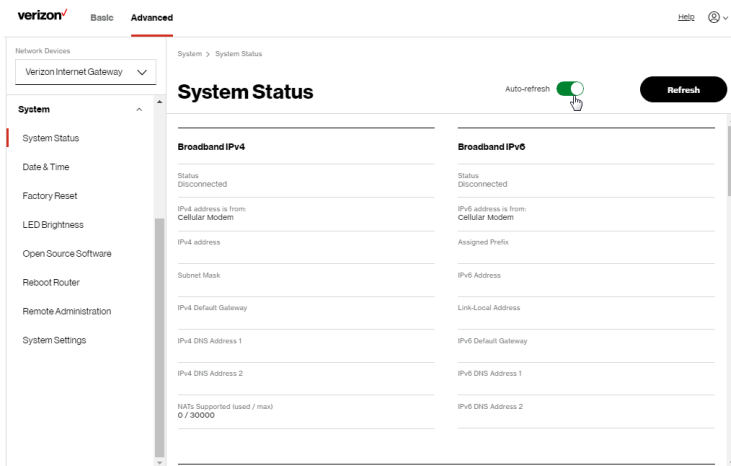 verizon
Basic
Advanced
Help
Network Devices
Verizon Internet Gateway
System
System Status
Date & Time
Factory Reset
LED Brightness
Open Source Software
Reboot Router
Remote Administration
System Settings
System > System Status
System Status
Auto-refresh
Refresh
Broadband IPv4
Status
Disconnected
IPv4 address is from:
Cellular Modem
IPv4 address
Subnet Mask
IPv4 Default Gateway
IPv4 DNS Address 1
IPv4 DNS Address 2
NATs Supported (used / max)
0 / 30000
Broadband IPv6
Status
Disconnected
IPv6 address is from:
Cellular Modem
Assigned Prefix
IPv6 Address
Link-Local Address
IPv6 Default Gateway
IPv6 DNS Address 1
IPv6 DNS Address 2